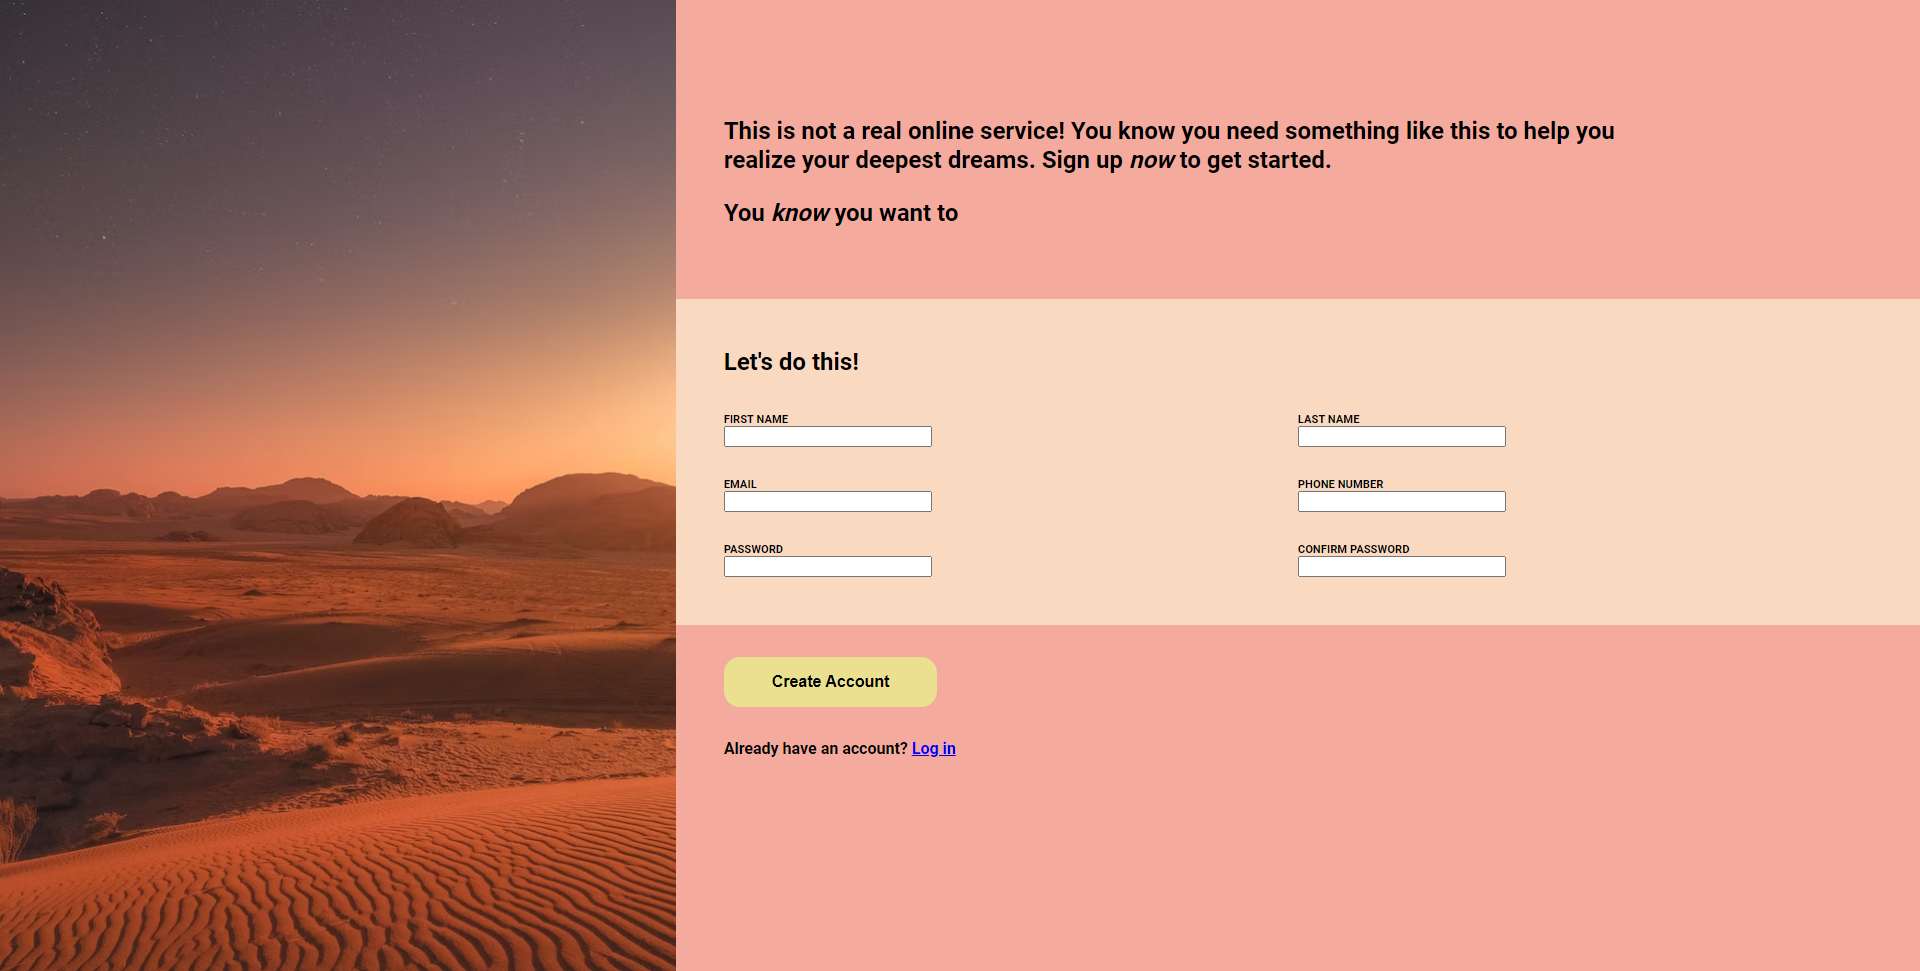 This is not a real online service! You know you need something like this to help you
realize your deepest dreams. Sign up now to get started.
You know you want to
Let's do this!
FIRST NAME
LAST NAME
EMAIL
PHONE NUMBER
PASSWORD
CONFIRM PASSWORD
Create Account
Already have an account? Log in